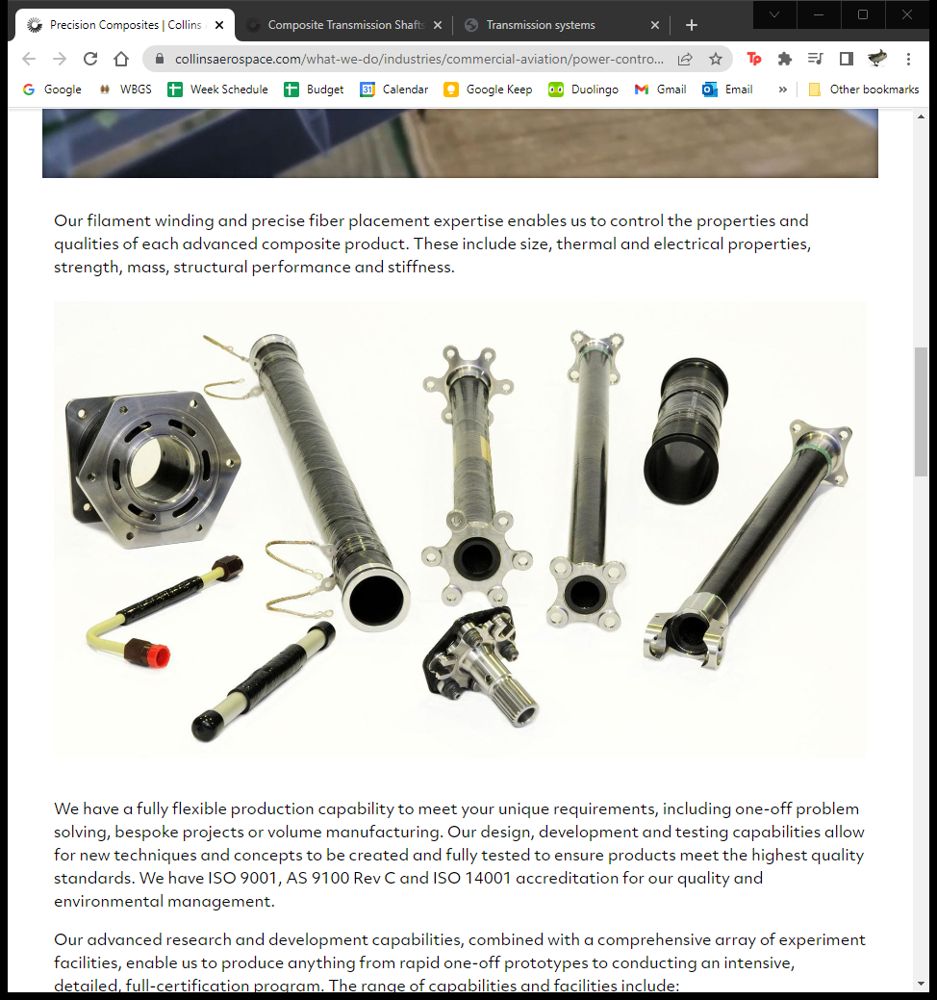 Precision Composites | Collins
Composite Transmission Shafts
Transmission systems
collinsaerospace.com/what-we-do/industries/commercial-aviation/power-contro...
Tp
Google
WBGS
Week Schedule
Budget
31
Calendar
Google Keep
Duolingo
Gmail
Email
»
Other bookmarks
Our filament winding and precise fiber placement expertise enables us to control the properties and
qualities of each advanced composite product. These include size, thermal and electrical properties,
strength, mass, structural performance and stiffness.
We have a fully flexible production capability to meet your unique requirements, including one-off problem
solving, bespoke projects or volume manufacturing. Our design, development and testing capabilities allow
for new techniques and concepts to be created and fully tested to ensure products meet the highest quality
standards. We have ISO 9001, AS 9100 Rev C and ISO 14001 accreditation for our quality and
environmental management.
Our advanced research and development capabilities, combined with a comprehensive array of experiment
facilities, enable us to produce anything from rapid one-off prototypes to conducting an intensive,
detailed, full-certification program. The range of capabilities and facilities include: